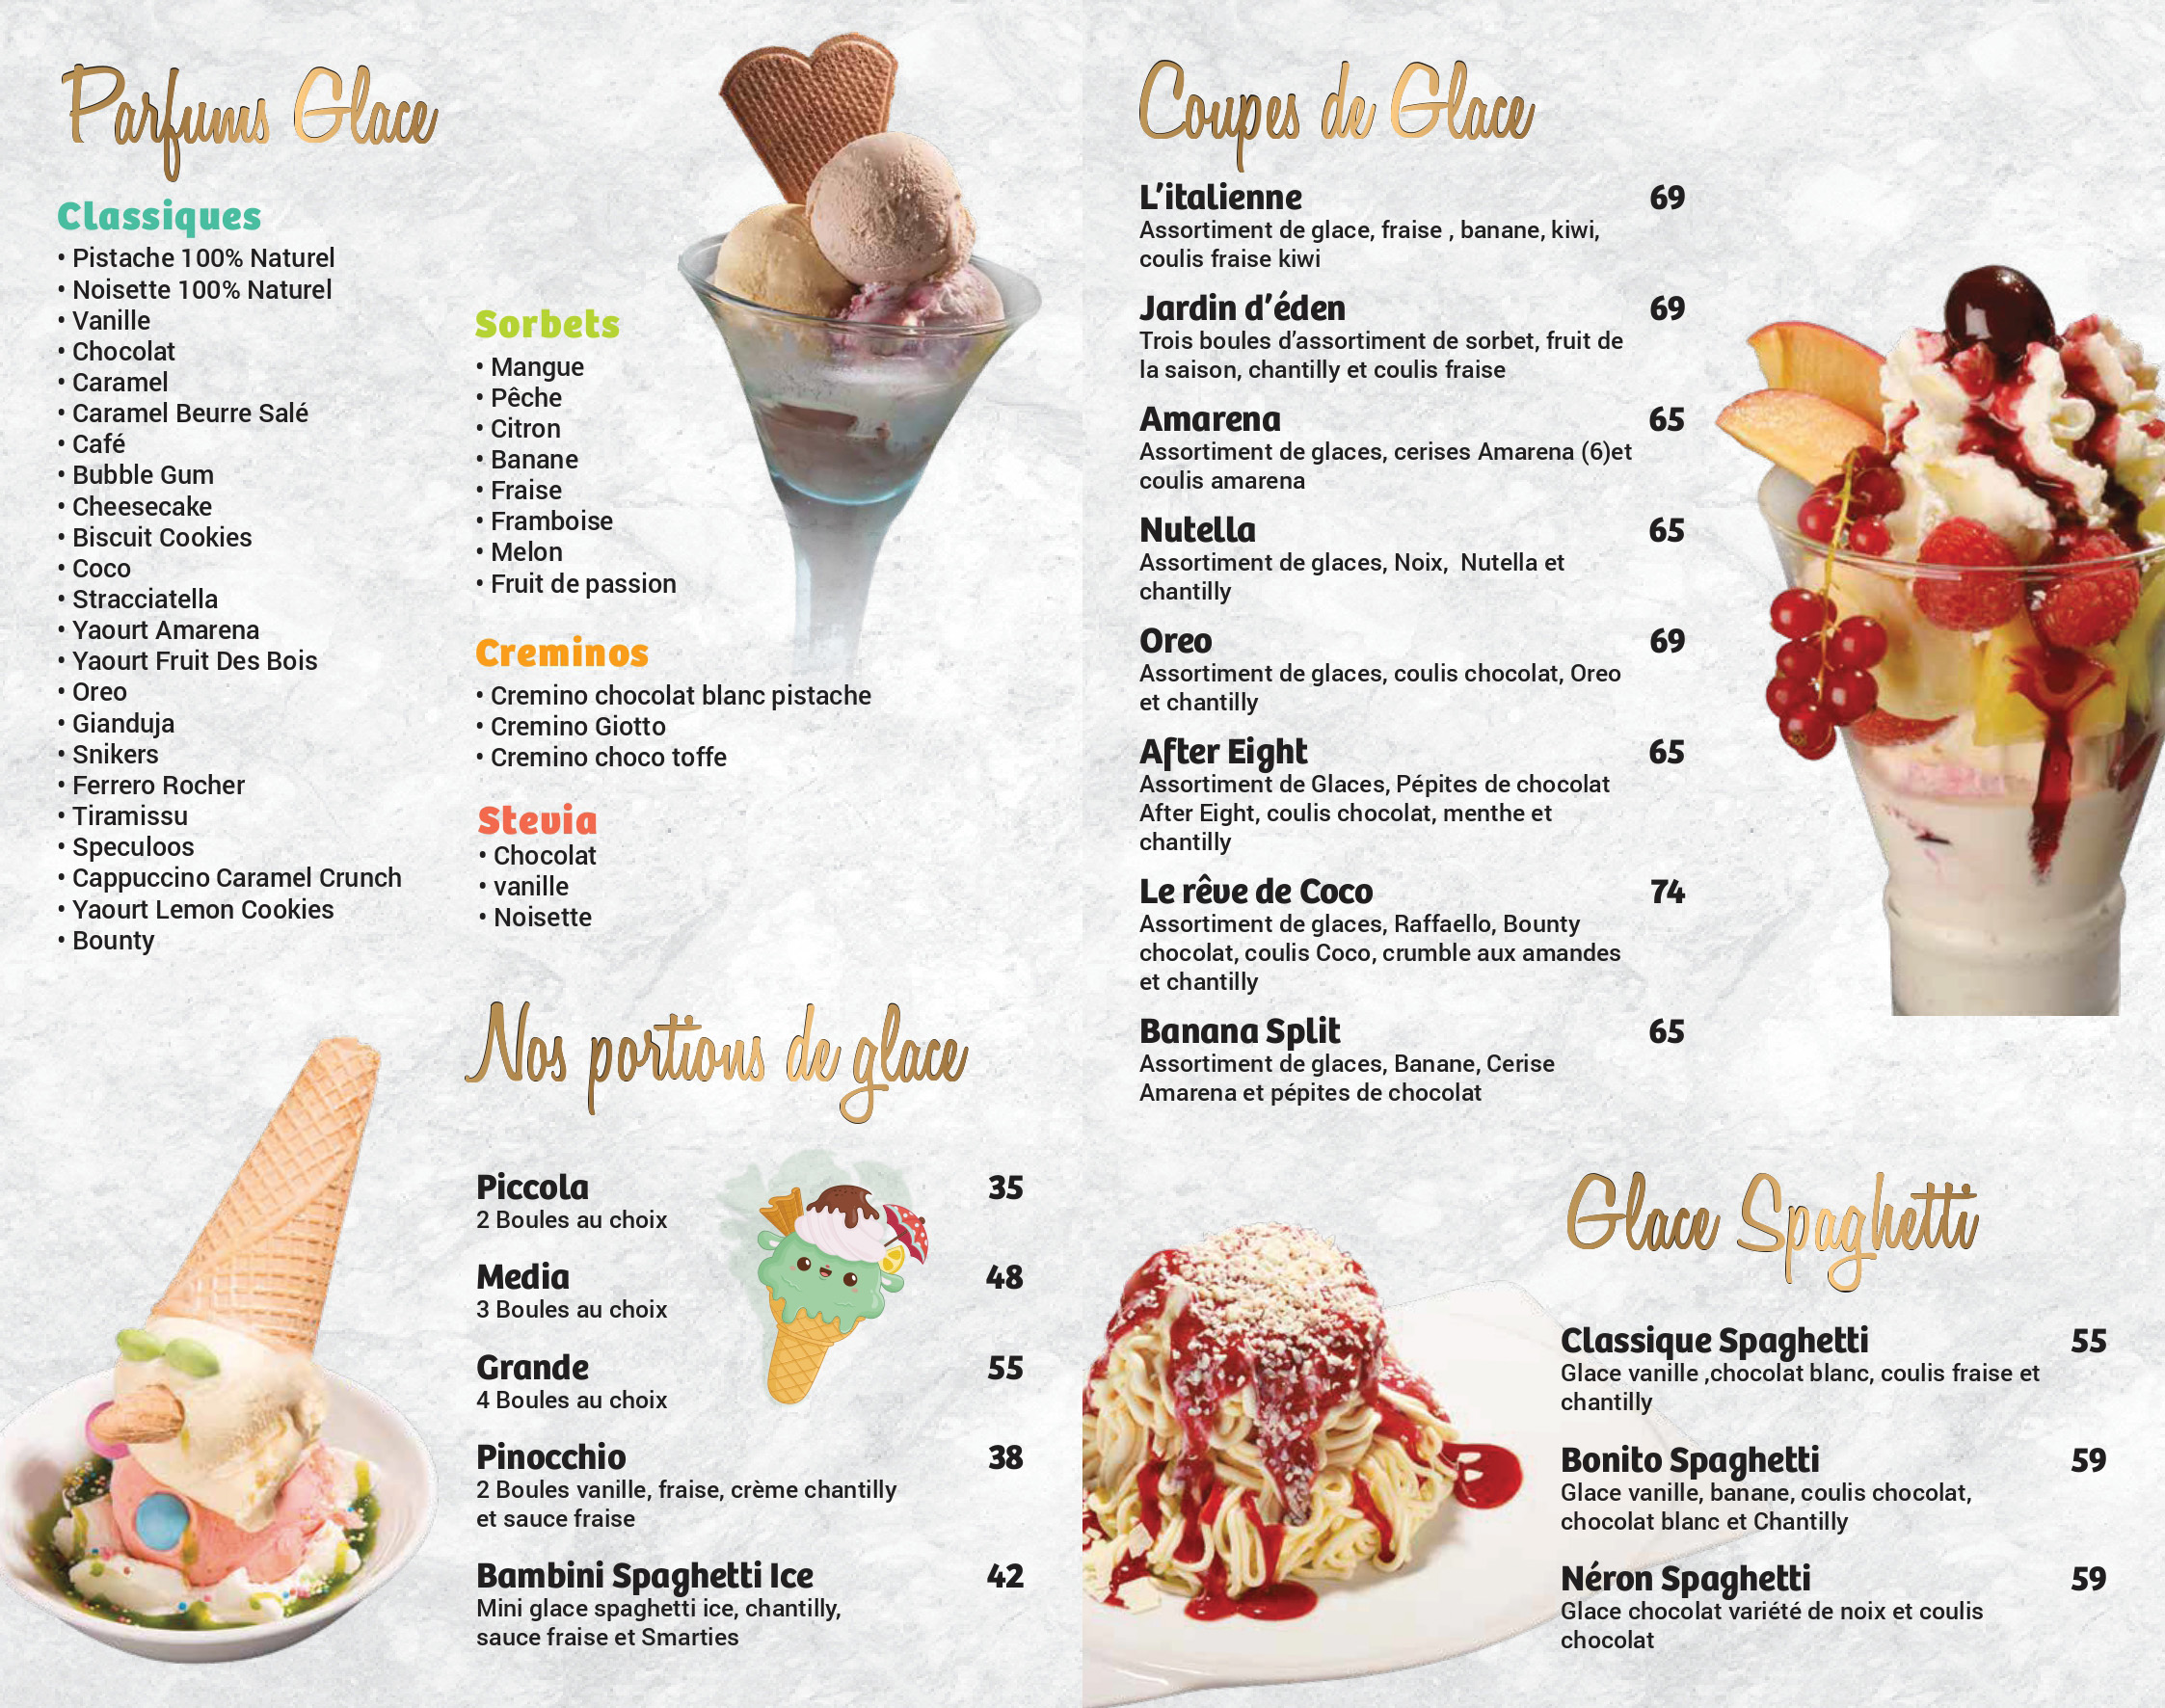 Parfums Glace
Classiques
• Pistache 100% Naturel
• Noisette 100% Naturel
• Vanille
• Chocolat
• Caramel
• Caramel Beurre Salé
• Café
• Bubble Gum
• Cheesecake
• Biscuit Cookies
• Coco
• Stracciatella
• Yaourt Amarena
• Yaourt Fruit Des Bois
• Oreo
• Gianduja
• Snikers
• Ferrero Rocher
• Tiramissu
• Speculoos
• Cappuccino Caramel Crunch
• Yaourt Lemon Cookies
• Bounty
Sorbets
• Mangue
• Pêche
• Citron
• Banane
• Fraise
• Framboise
• Melon
• Fruit de passion
Creminos
• Cremino chocolat blanc pistache
• Cremino Giotto
• Cremino choco toffe
Stevia
• Chocolat
• vanille
• Noisette
Nos portions de glace
Piccola 35
2 Boules au choix
Media 48
3 Boules au choix
Grande 55
4 Boules au choix
Pinocchio 38
2 Boules vanille, fraise, crème chantilly
et sauce fraise
Bambini Spaghetti Ice 42
Mini glace spaghetti ice, chantilly,
sauce fraise et Smarties
Coupes de Glace
L'italienne 69
Assortiment de glace, fraise , banane, kiwi,
coulis fraise kiwi
Jardin d'éden 69
Trois boules d'assortiment de sorbet, fruit de
la saison, chantilly et coulis fraise
Amarena 65
Assortiment de glaces, cerises Amarena (6)et
coulis amarena
Nutella 65
Assortiment de glaces, Noix, Nutella et
chantilly
Oreo 69
Assortiment de glaces, coulis chocolat, Oreo
et chantilly
After Eight 65
Assortiment de Glaces, Pépites de chocolat
After Eight, coulis chocolat, menthe et
chantilly
Le rêve de Coco 74
Assortiment de glaces, Raffaello, Bounty
chocolat, coulis Coco, crumble aux amandes
et chantilly
Banana Split 65
Assortiment de glaces, Banane, Cerise
Amarena et pépites de chocolat
Glace Spaghetti
Classique Spaghetti 55
Glace vanille ,chocolat blanc, coulis fraise et
chantilly
Bonito Spaghetti 59
Glace vanille, banane, coulis chocolat,
chocolat blanc et Chantilly
Néron Spaghetti 59
Glace chocolat variété de noix et coulis
chocolat